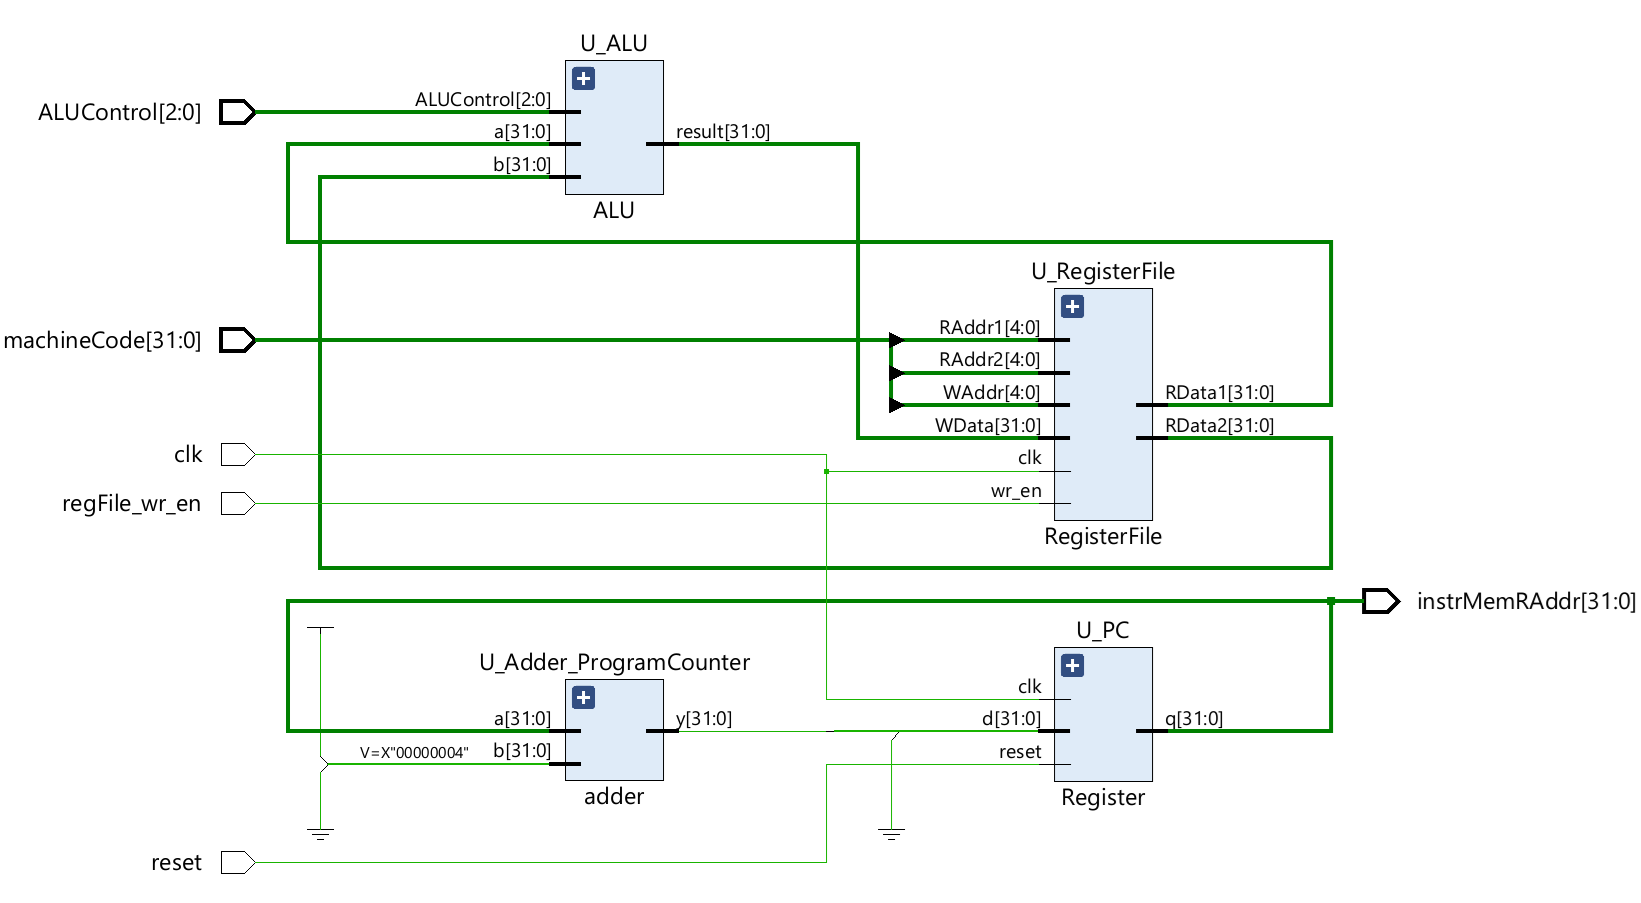 U_ALU
ALUControl[2:0]
ALUControl[2:0]
a[31:0]
b[31:0]
result[31:0]
ALU
U_RegisterFile
machineCode[31:0]
RAddr1[4:0]
RAddr2[4:0]
WAddr[4:0]
WData[31:0]
clk
wr_en
RData1[31:0]
RData2[31:0]
RegisterFile
clk
regFile_wr_en
instrMemRAddr[31:0]
U_PC
U_Adder_ProgramCounter
a[31:0]
V=X"00000004"
b[31:0]
y[31:0]
adder
clk
d[31:0]
reset
q[31:0]
Register
reset